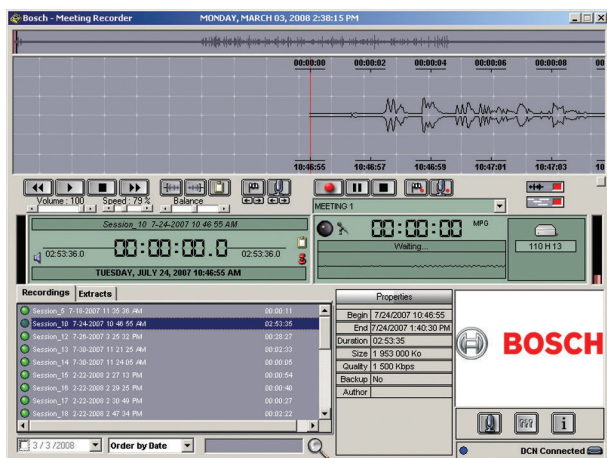 Bosch - Meeting Recorder
MONDAY, MARCH 03, 2008 2:38:15 PM
00:00:00 00:00:02 00:00:04 00:00:06 00:00:08 00
10:46:55 10:46:57 10:46:59 10:47:01 10:47:03 10
Volume : 100 Speed : 79 % Balance
MEETING 1
Session_10 7-24-2007 10 46 55 AM
02:53:36.0 00:00:00.0 02:53:36.0
TUESDAY, JULY 24, 2007 10:46:55 AM
00:00:00 MPG
Waiting...
110 H 13
Recordings Extracts
Session_5 7-18-2007 11 35 36 AM 00:00:11
Session_10 7-24-2007 10 46 55 AM 02:53:35
Session_12 7-26-2007 3 25 32 PM 00:28:27
Session_13 7-30-2007 11 21 25 AM 00:02:33
Session_14 7-30-2007 11 24 05 AM 00:00:05
Session_15 2-22-2008 2 27 13 PM 00:00:54
Session_16 2-22-2008 2 29 25 PM 00:00:40
Session_17 2-22-2008 2 30 49 PM 00:00:27
Session_18 2-22-2008 2 47 34 PM 00:02:22
3 / 3 /2008 Order by Date
Properties
Begin 7/24/2007 10:46:55
End 7/24/2007 1:40:30 PM
Duration 02:53:35
Size 1 953 000 Ko
Quality 1 500 Kbps
Backup No
Author
BOSCH
i
DCN Connected